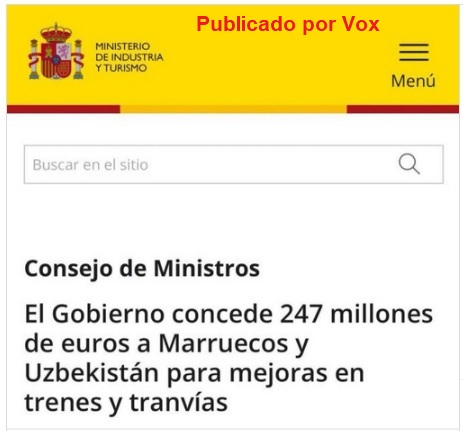 Publicado por Vox
MINISTERIO
DE INDUSTRIA
Y TURISMO
Menú
Buscar en el sitio
Consejo de Ministros
El Gobierno concede 247 millones
de euros a Marruecos y
Uzbekistán para mejoras en
trenes y tranvías